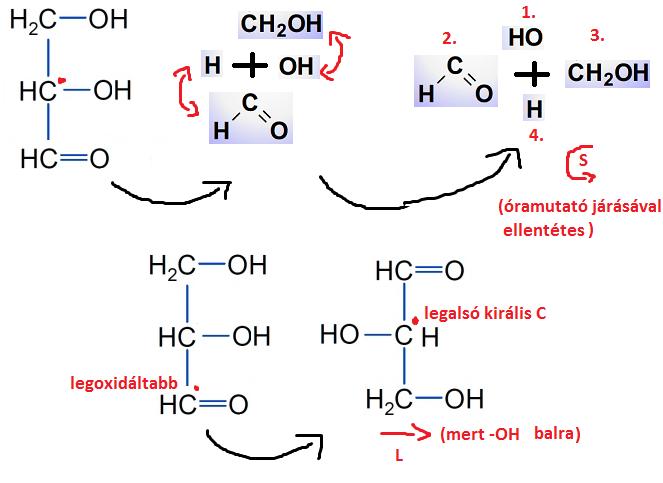 H₂C—OH
HC—OH
HC=O
CH₂OH
H + OH
H C O
1.
HO
2.
H C O
3.
CH₂OH
H
4.
S
(óramutató járásával
ellentétes )
H₂C—OH
HC—OH
legoxidáltabb
HC=O
HC=O
legalsó királis C
HO—C H
H₂C—OH
(mert -OH balra)
L